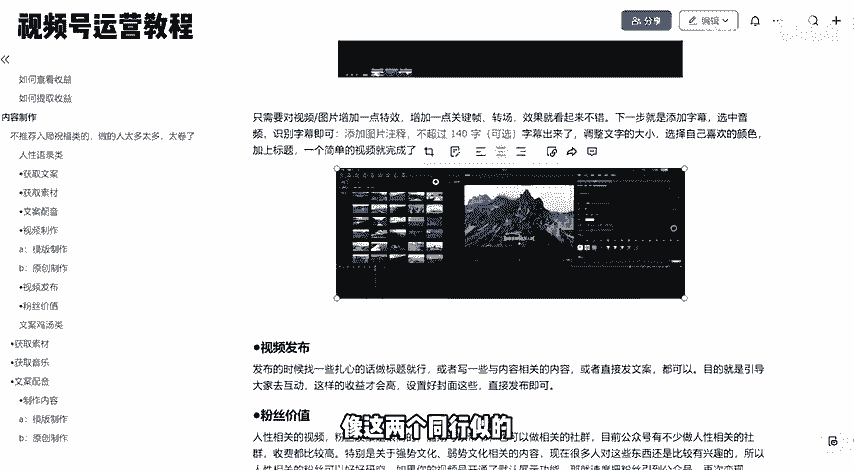 视频号运营教程
分享
编辑
如何查看收益
如何提取收益
内容制作
不推荐入局祝福类的，做的人太多太多，太卷了
人性语录类
•获取文案
•获取素材
•文案配音
•视频制作
a：模版制作
b：原创制作
•视频发布
•粉丝价值
文案鸡汤类
•获取素材
•获取音乐
•文案配音
•制作内容
a：模版制作
b：原创制作
只需要对视频/图片增加一点特效，增加一点关键帧、转场，效果就看起来不错。下一步就是添加字幕，选中音
频，识别字幕即可：添加图片注释，不超过 140 字（可选）字幕出来了，调整文字的大小，选择自己喜欢的颜色，
加上标题，一个简单的视频就完成了
•视频发布
发布的时候找一些扎心的话做标题就行，或者写一些与内容相关的内容，或者直接发文案，都可以。目的就是引导
大家去互动，这样的收益才会高，设置好封面这些，直接发布即可。
•粉丝价值
人性相关的视频，粉
可以做相关的社群，目前公众号有不少做人性相关的社
群，收费都比较高。特别是关于强势文化、弱势文化相关的内容，现在很多人对这些东西还是比较有兴趣的，所以
像这两个同行似的